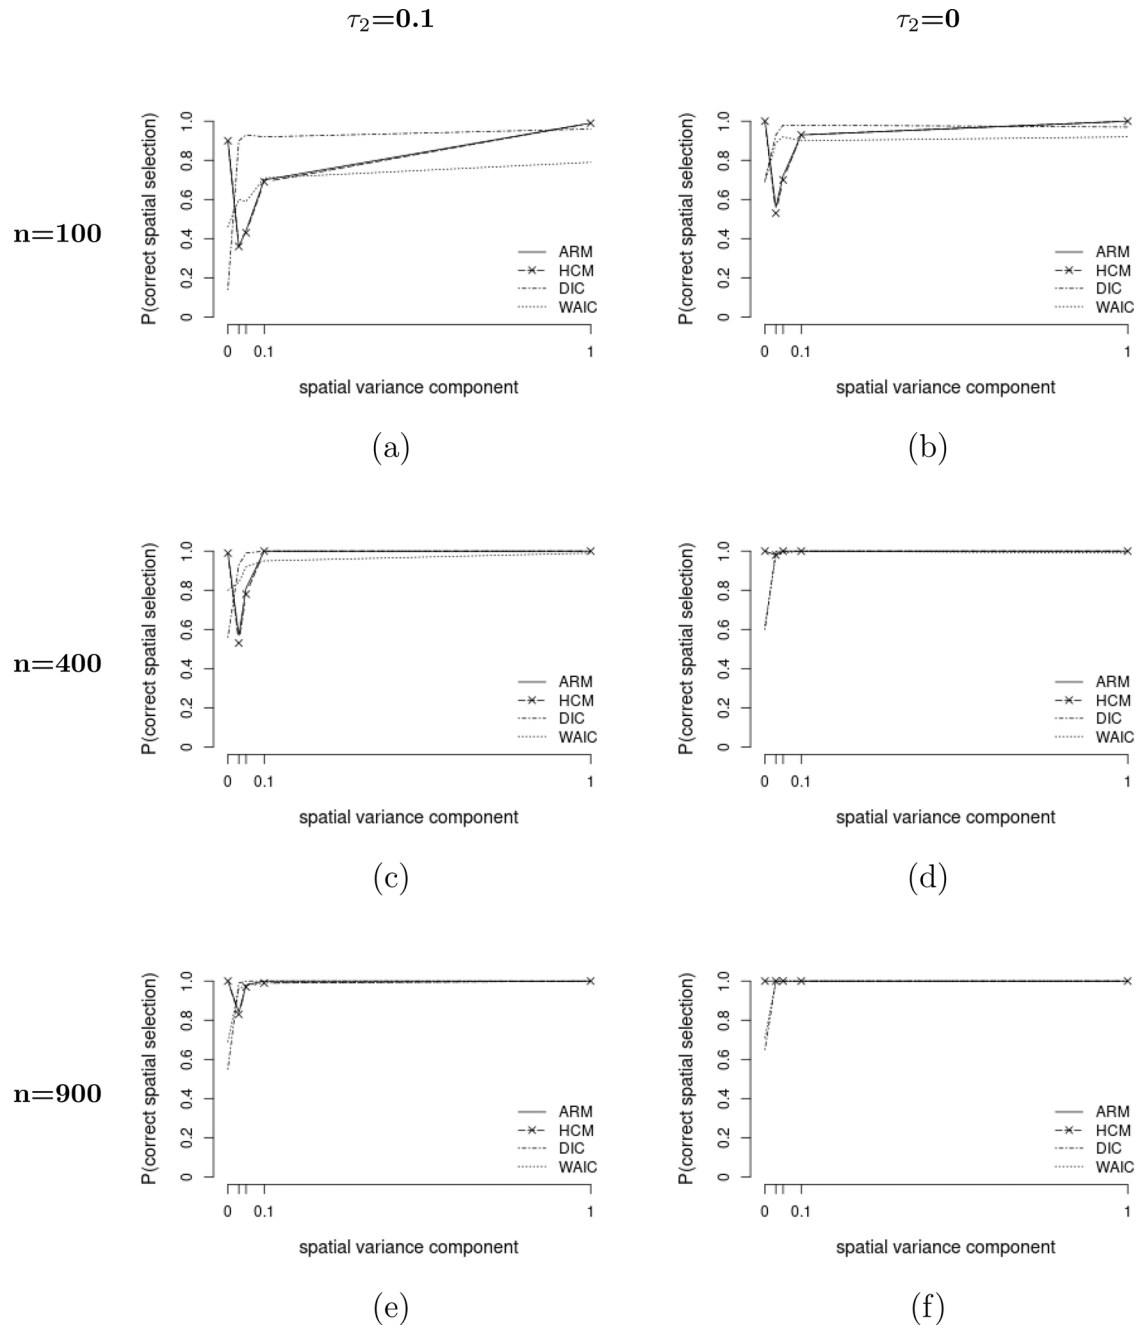 τ₂=0.1 τ₂=0
n=100
P(correct spatial selection)
0 0.2 0.4 0.6 0.8 1.0
ARM
HCM
DIC
WAIC
0 0.1 1
spatial variance component
(a)
P(correct spatial selection)
0 0.2 0.4 0.6 0.8 1.0
ARM
HCM
DIC
WAIC
0 0.1 1
spatial variance component
(b)
n=400
P(correct spatial selection)
0 0.2 0.4 0.6 0.8 1.0
ARM
HCM
DIC
WAIC
0 0.1 1
spatial variance component
(c)
P(correct spatial selection)
0 0.2 0.4 0.6 0.8 1.0
ARM
HCM
DIC
WAIC
0 0.1 1
spatial variance component
(d)
n=900
P(correct spatial selection)
0 0.2 0.4 0.6 0.8 1.0
ARM
HCM
DIC
WAIC
0 0.1 1
spatial variance component
(e)
P(correct spatial selection)
0 0.2 0.4 0.6 0.8 1.0
ARM
HCM
DIC
WAIC
0 0.1 1
spatial variance component
(f)